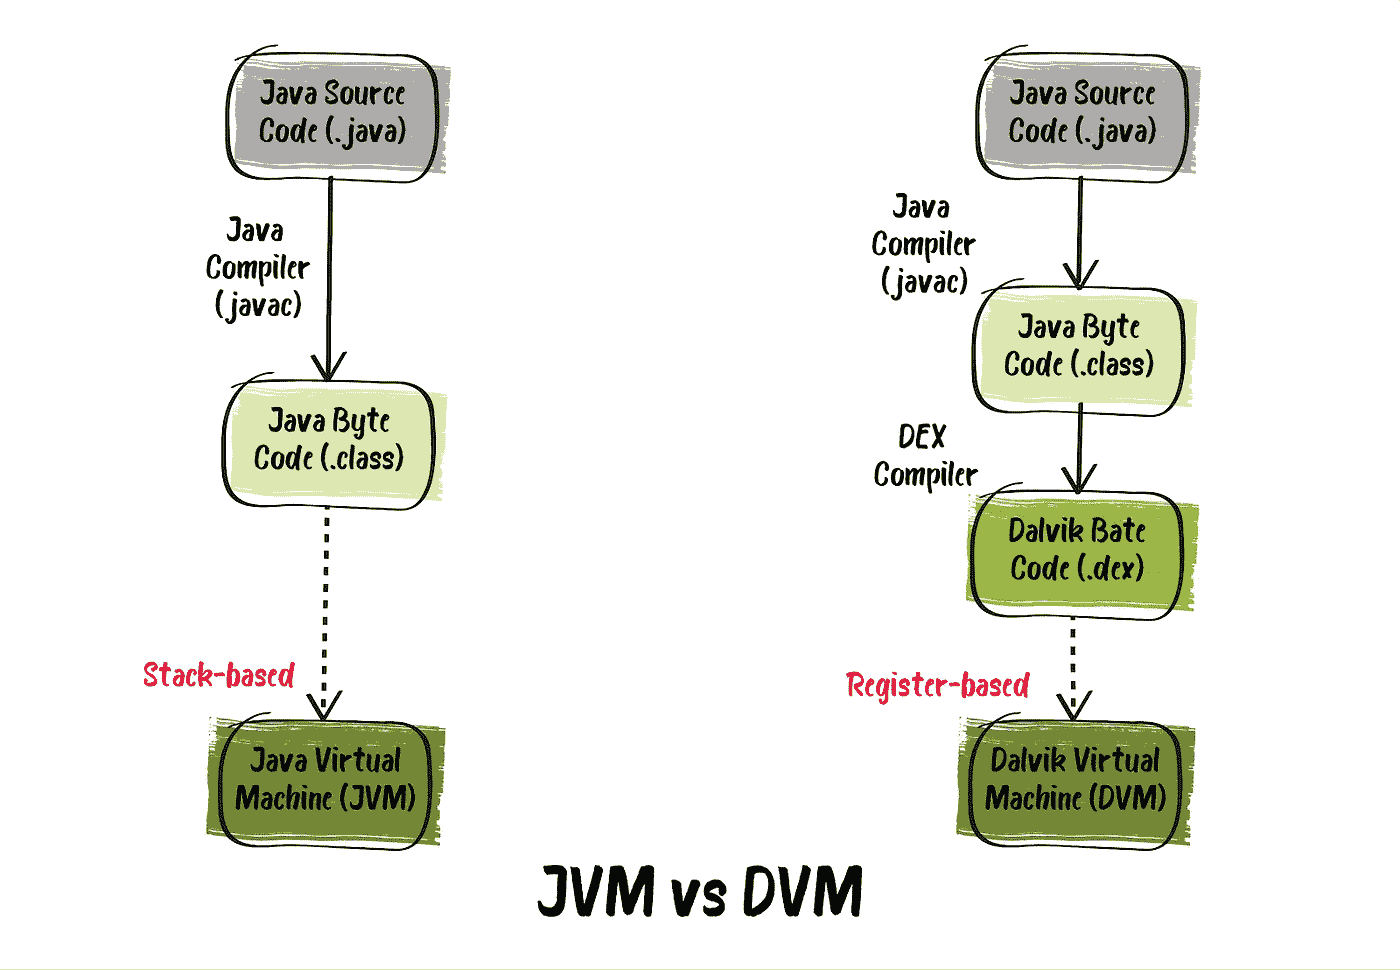 Java Source
Code (.java)
Java
Compiler
(javac)
Java Byte
Code (.class)
Stack-based
Java Virtual
Machine (JVM)
Java Source
Code (.java)
Java
Compiler
(javac)
Java Byte
Code (.class)
DEX
Compiler
Dalvik Bate
Code (.dex)
Register-based
Dalvik Virtual
Machine (DVM)
JVM vs DVM